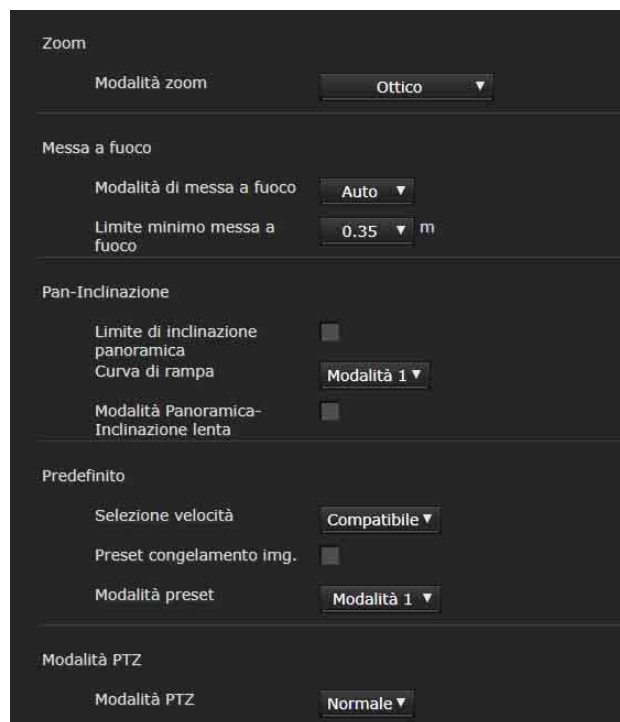 Zoom
Modalità zoom Ottico
Messa a fuoco
Modalità di messa a fuoco Auto
Limite minimo messa a
fuoco 0.35 m
Pan-Inclinazione
Limite di inclinazione
panoramica
Curva di rampa Modalità 1
Modalità Panoramica-
Inclinazione lenta
Predefinito
Selezione velocità Compatibile
Preset congelamento img.
Modalità preset Modalità 1
Modalità PTZ
Modalità PTZ Normale